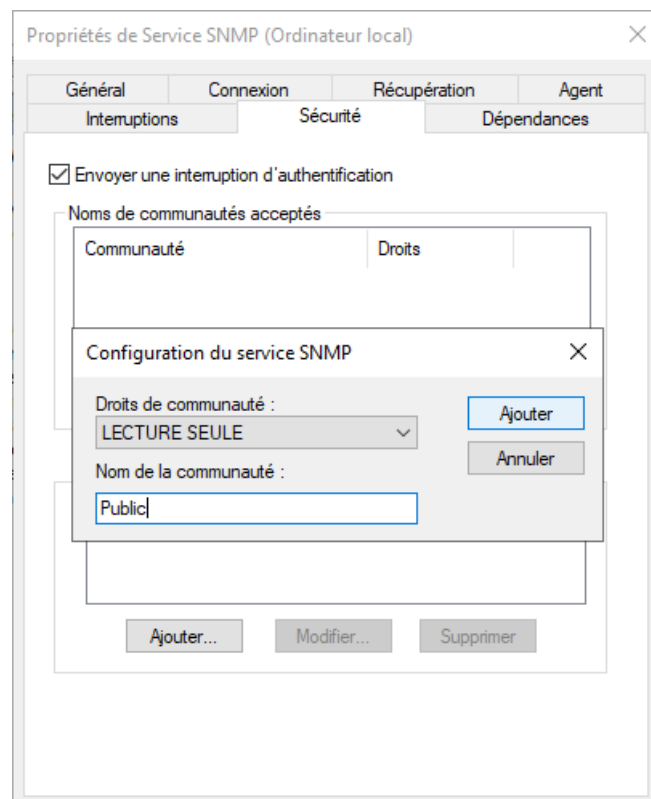 Propriétés de Service SNMP (Ordinateur local)
Général Connexion Récupération Agent
Interruptions Sécurité Dépendances
Envoyer une interruption d'authentification
Noms de communautés acceptés
Communauté Droits
Configuration du service SNMP
Droits de communauté :
LECTURE SEULE
Ajouter
Annuler
Nom de la communauté :
Public
Ajouter... Modifier... Supprimer